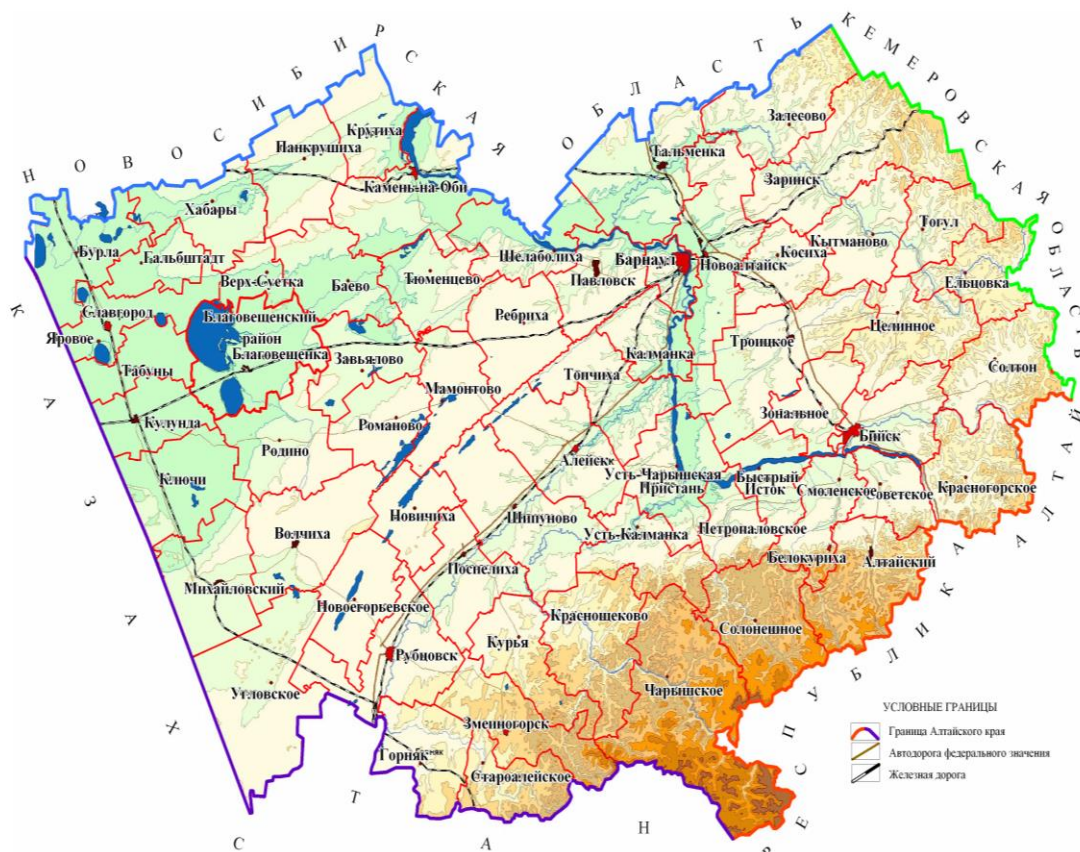 НОВОСИБИРСКАЯ ОБЛАСТЬ
КЕМЕРОВСКАЯ ОБЛАСТЬ
РЕСПУБЛИКА АЛТАЙ
КАЗАХСТАН
Залесово
Крутиха
Панкрушиха
Тальменка
Камень-на-Оби
Заринск
Хабары
Тогул
Бурла
Кытманово
Гальбштадт
Шелаболиха
Косиха
Барнаул
Новоалтайск
Верх-Суетка
Баево
Тюменцево
Павловск
Ельцовка
Славгород
Благовещенский
район
Ребриха
Целинное
Яровое
Благовещенка
Завьялово
Калманка
Троицкое
Солтон
Табуны
Топчиха
Мамонтово
Зональное
Кулунда
Романово
Бийск
Родино
Алейск
Усть-Чарышская
Пристань
Быстрый
Исток
Смоленское
Советское
Красногорское
Ключи
Новичиха
Шипуново
Усть-Калманка
Петропаловское
Волчиха
Белокуриха
Алтайский
Поспелиха
Михайловский
Новоегорьевское
Краснощеково
Солонешное
Курья
Рубцовск
Чарышское
Угловское
Змеиногорск
Горняк
Староалейское
УСЛОВНЫЕ ГРАНИЦЫ
Граница Алтайского края
Автодорога федерального значения
Железная дорога